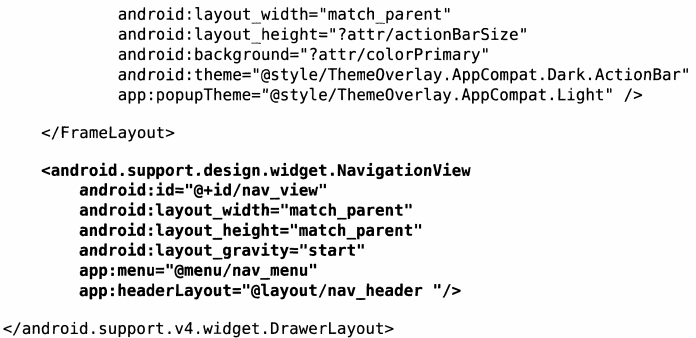 android:layout_width="match_parent"
android:layout_height="?attr/actionBarSize"
android:background="?attr/colorPrimary"
android:theme="@style/ThemeOverlay.AppCompat.Dark.ActionBar"
app:popupTheme="@style/ThemeOverlay.AppCompat.Light" />
</FrameLayout>
<android.support.design.widget.NavigationView
android:id="@+id/nav_view"
android:layout_width="match_parent"
android:layout_height="match_parent"
android:layout_gravity="start"
app:menu="@menu/nav_menu"
app:headerLayout="@layout/nav_header "/>
</android.support.v4.widget.DrawerLayout>